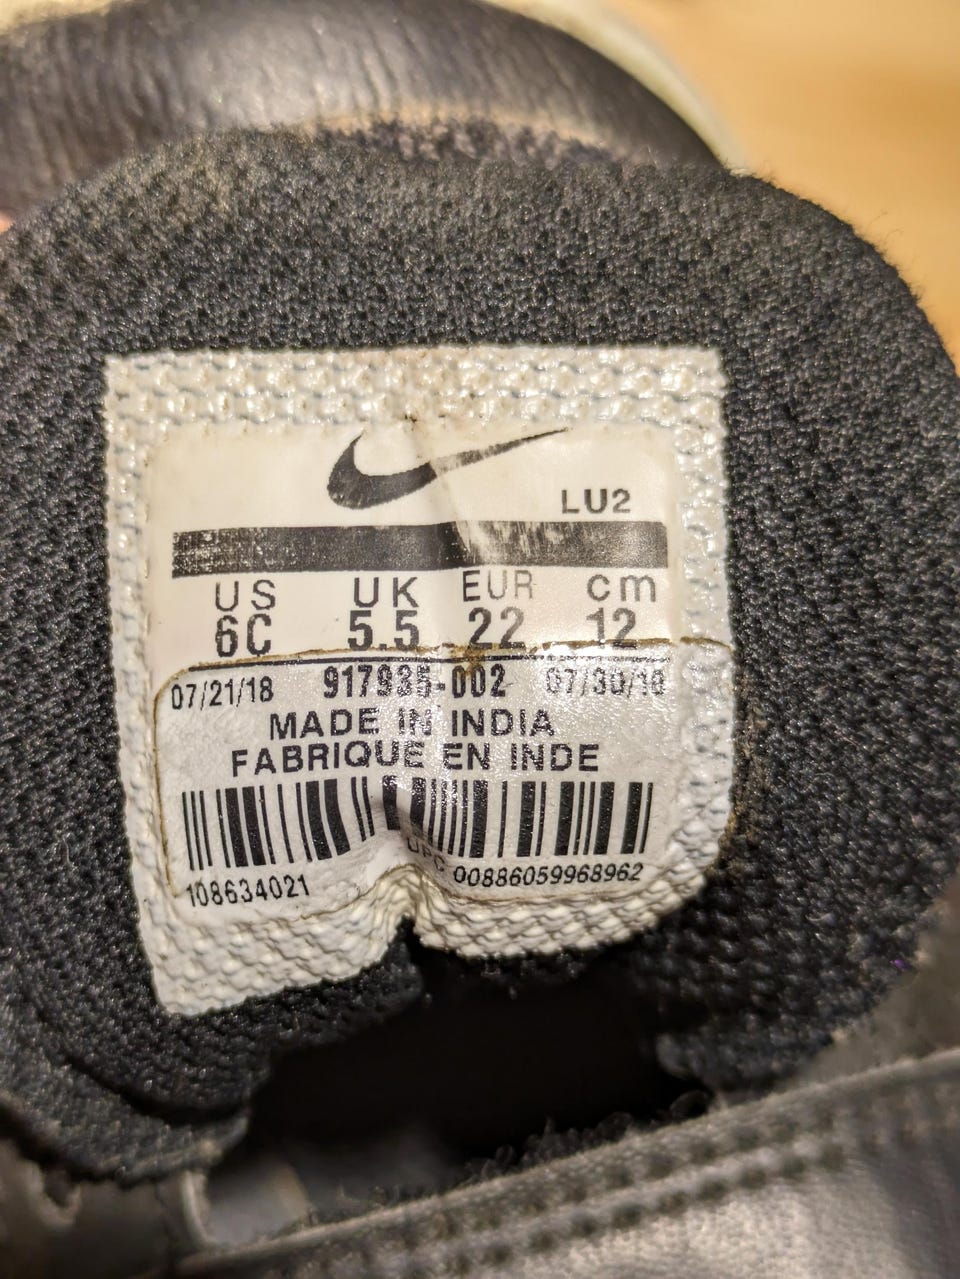 LU2
US UK EUR cm
6C 5.5 22 12
07/21/18 917935-002 07/30/18
MADE IN INDIA
FABRIQUE EN INDE
UPC 00886059968962
108634021